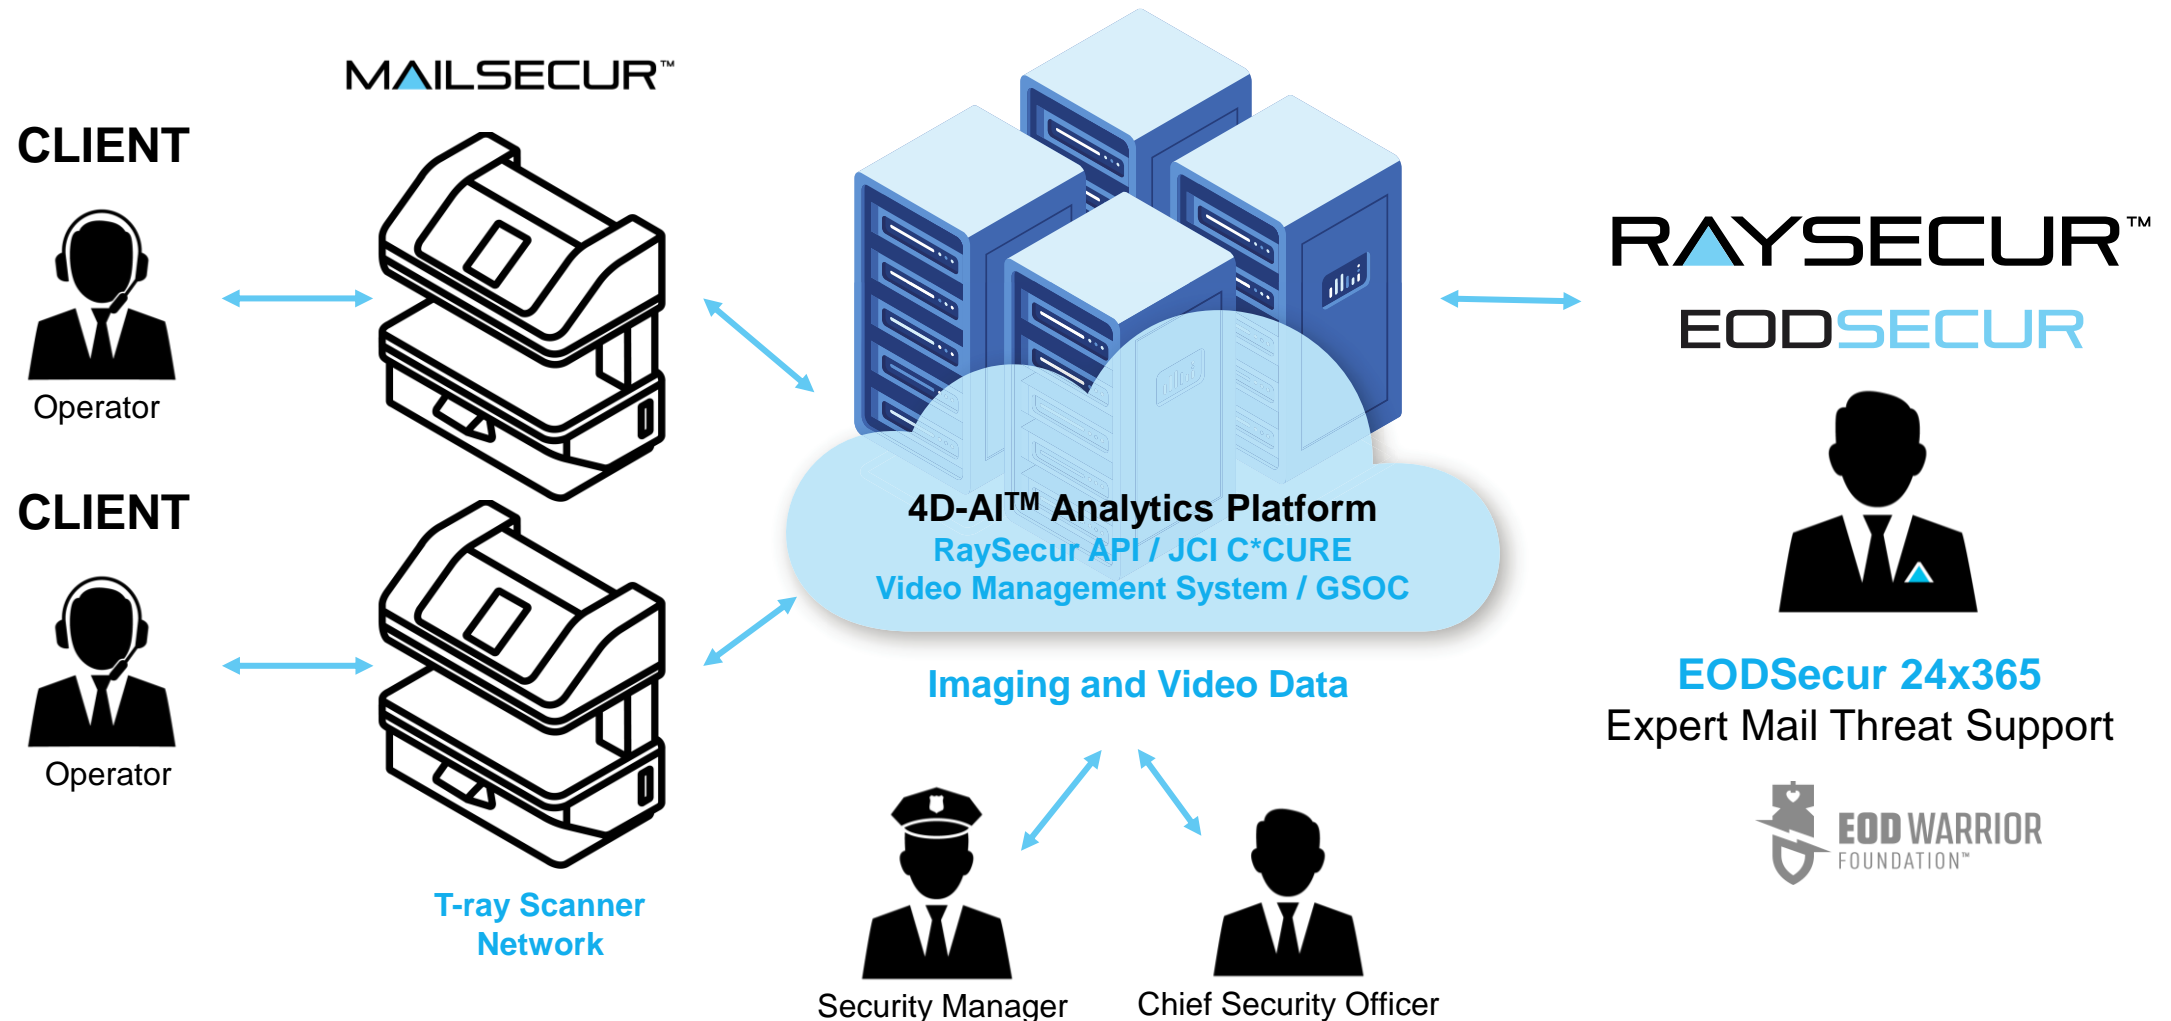 MAILSECUR™
CLIENT
Operator
CLIENT
Operator
T-ray Scanner
Network
4D-AI™ Analytics Platform
RaySecur API / JCI C*CURE
Video Management System / GSOC
Imaging and Video Data
Security Manager
Chief Security Officer
RAYSECUR™
EODSECUR
EODSecur 24x365
Expert Mail Threat Support
EOD WARRIOR
FOUNDATION™